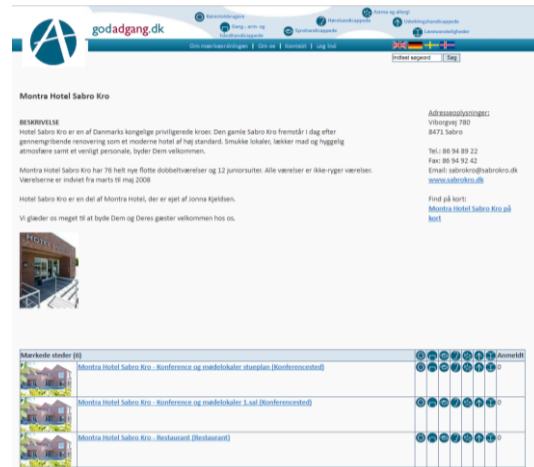 godadgang.dk
Kørestolsbrugere
Gang-, arm- og
håndhandicappede
Synshandicappede
Hørehandicappede
Astma og allergi
Udviklingshandicappede
Læsevanskeligheder
Om mærkeordningen | Om os | Kontakt | Log ind
Indtast søgeord
Søg
Montra Hotel Sabro Kro
BESKRIVELSE
Hotel Sabro Kro er en af Danmarks kongelige priviligerede kroer. Den gamle Sabro Kro fremstår i dag efter
gennemgribende renovering som et moderne hotel af høj standard. Smukke lokaler, lækker mad og hyggelig
atmosfære samt et venligt personale, byder Dem velkommen.
Montra Hotel Sabro Kro har 76 helt nye flotte dobbeltværelser og 12 juniorsuiter. Alle værelser er ikke-ryger værelser.
Værelserne er indviet fra marts til maj 2008
Hotel Sabro Kro er en del af Montra Hotel, der er ejet af Jonna Kjeldsen.
Vi glæder os meget til at byde Dem og Deres gæster velkommen hos os.
Adresseoplysninger:
Viborgvej 780
8471 Sabro
Tel.: 86 94 89 22
Fax: 86 94 92 42
Email: sabrokro@sabrokro.dk
www.sabrokro.dk
Find på kort:
Montra Hotel Sabro Kro på
kort
HOTEL
Mærkede steder (6)
Anmeldt
Montra Hotel Sabro Kro - Konference og mødelokaler stueplan (Konferencested)
0
Montra Hotel Sabro Kro - Konference og mødelokaler 1.sal (Konferencested)
0
Montra Hotel Sabro Kro - Restaurant (Restaurant)
0